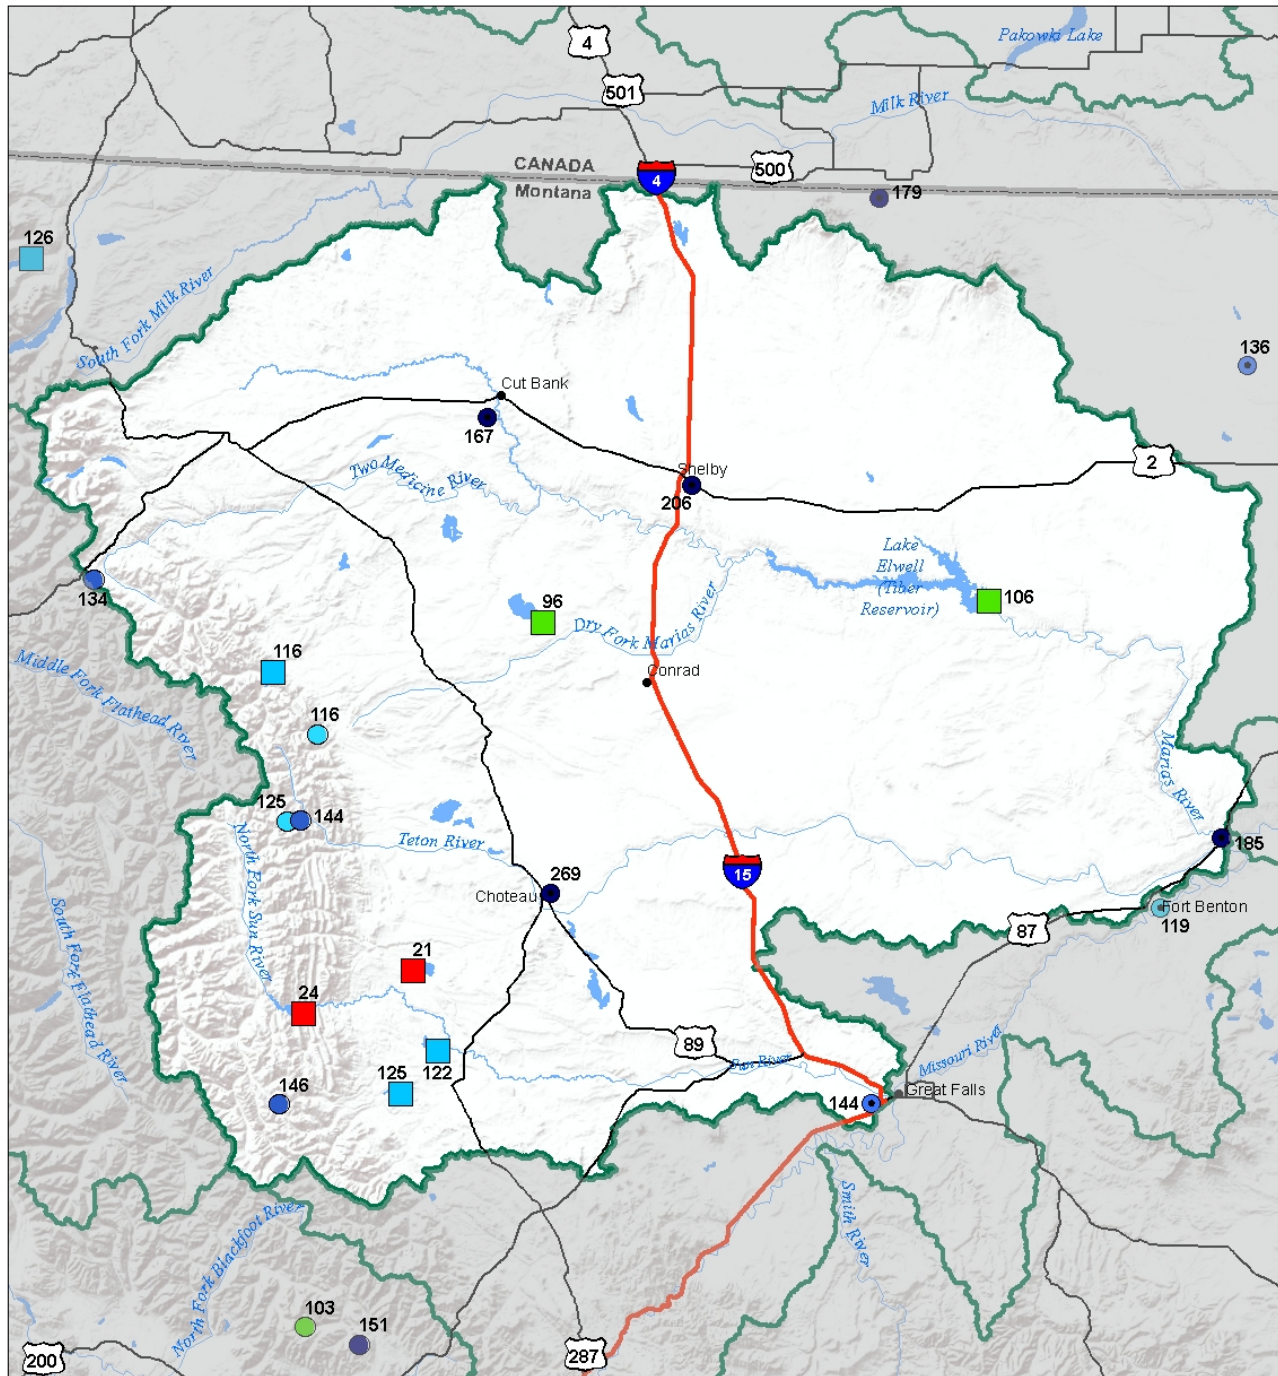 4
Pakowki Lake
501
Milk River
CANADA
500
4
Montana
179
126
South Fork Milk River
136
Cut Bank
167
Two Medicine River
Shelby
2
206
Lake
Elwell
(Tiber
Reservoir)
134
96
106
Dry Fork Marias River
116
Conrad
Middle Fork Flathead River
116
Marias River
125
144
North Fork Sun River
Teton River
185
269
15
Choteau
South Fork Flathead River
Fort Benton
87
119
21
24
89
Sun River
Missouri River
122
125
146
144
Great Falls
Smith River
North Fork Blackfoot River
103
151
200
287